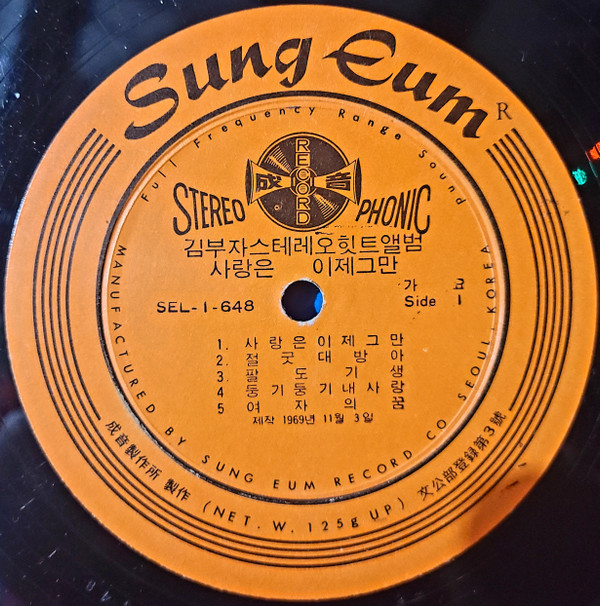 Sung Eum R
Full Frequency Range Sound
RECORD
成 音
STEREO PHONIC
김부자스테레오힛트앨범
사랑은 이제그만
가 면
SEL-1-648 Side 1
1. 사랑은이제그만
2. 절굿대방아
3. 팔도기생
4 둥기둥기내사랑
5 여자의꿈
제작 1969년 11월 3일
MANUFACTURED BY SUNG EUM RECORD CO. SEOUL, KOREA
成音製作所 製作 (NET. W. 125g UP) 文公部登録第3號